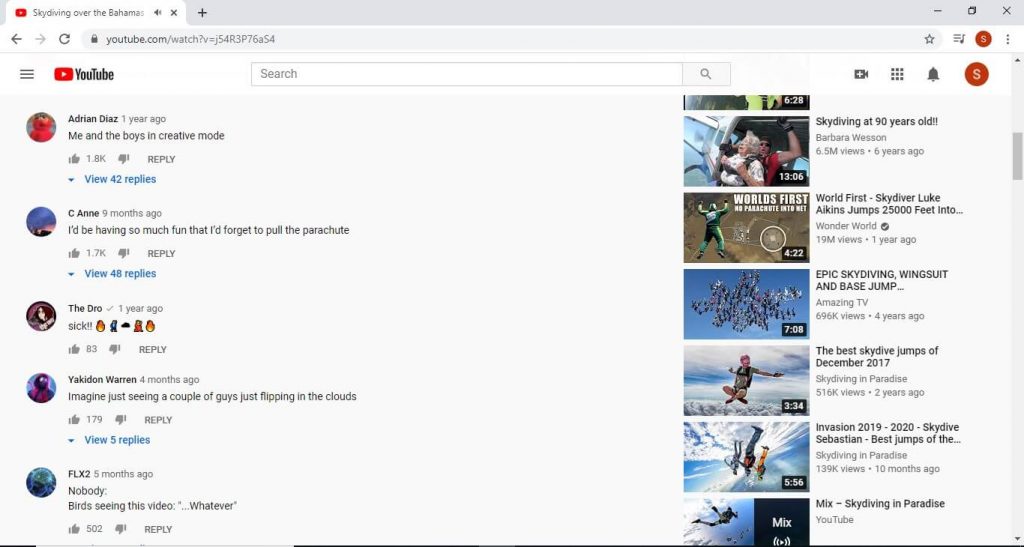 Skydiving over the Bahamas
youtube.com/watch?v=j54R3P76aS4
S
YouTube
Search
S
Adrian Diaz 1 year ago
Me and the boys in creative mode
1.8K REPLY
View 42 replies
C Anne 9 months ago
I'd be having so much fun that I'd forget to pull the parachute
1.7K REPLY
View 48 replies
The Dro 1 year ago
sick!! 🔥
83 REPLY
Yakidon Warren 4 months ago
Imagine just seeing a couple of guys just flipping in the clouds
179 REPLY
View 5 replies
FLX2 5 months ago
Nobody:
Birds seeing this video: "...Whatever"
502 REPLY
6:28
13:06
Skydiving at 90 years old!!
Barbara Wesson
6.5M views • 6 years ago
WORLDS FIRST
NO PARACHUTE INTO NET
4:22
World First - Skydiver Luke
Aikins Jumps 25000 Feet Into...
Wonder World
19M views • 1 year ago
7:08
EPIC SKYDIVING, WINGSUIT
AND BASE JUMP...
Amazing TV
696K views • 4 years ago
3:34
The best skydive jumps of
December 2017
Skydiving in Paradise
516K views • 2 years ago
5:56
Invasion 2019 - 2020 - Skydive
Sebastian - Best jumps of the...
Skydiving in Paradise
139K views • 10 months ago
Mix
Mix – Skydiving in Paradise
YouTube